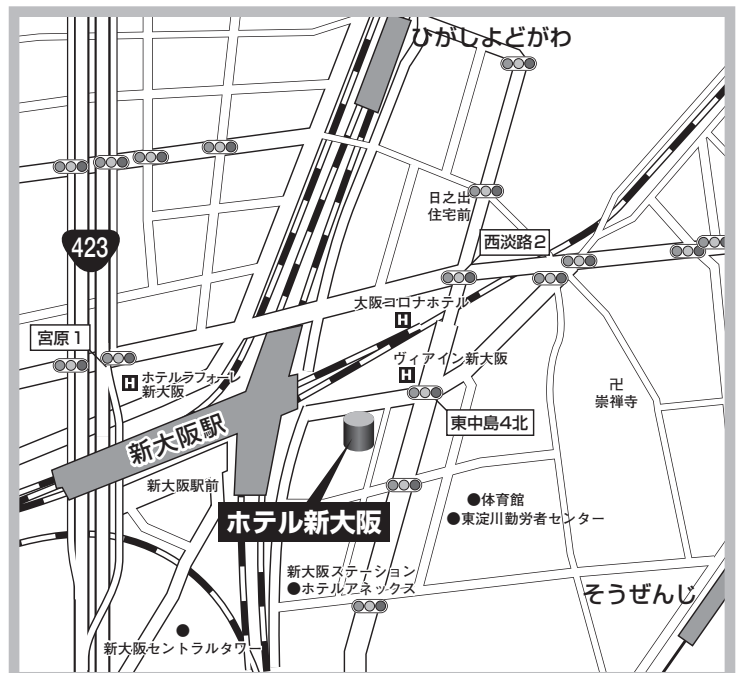 ひがしよどがわ
日之出
住宅前
西淡路2
423
大阪コロナホテル
H
宮原1
ヴィアイン新大阪
H
H
ホテルラフォーレ
新大阪
卍
崇禅寺
東中島4北
新大阪駅
新大阪駅前
●体育館
●東淀川勤労者センター
ホテル新大阪
新大阪ステーション
●ホテルアネックス
そうぜんじ
●
新大阪セントラルタワー